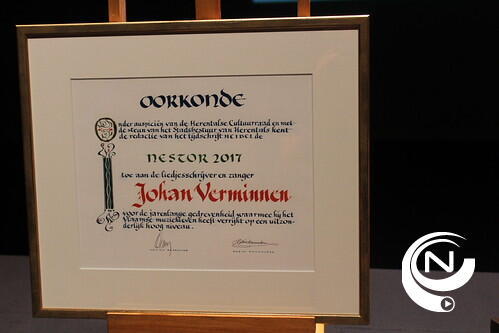 OORKONDE
Onder auspiciën van de Herentalse Cultuurraad en met
de steun van het Stadsbestuur van Herentals kent
de redactie van het tijdschrift HEIBEL de
NESTOR 2017
toe aan de liedjesschrijver en zanger
Johan Verminnen
voor de jarenlange gedrevenheid waarmee hij het
Vlaamse muziekleven heeft verrijkt op een uitzon-
derlijk hoog niveau.
N